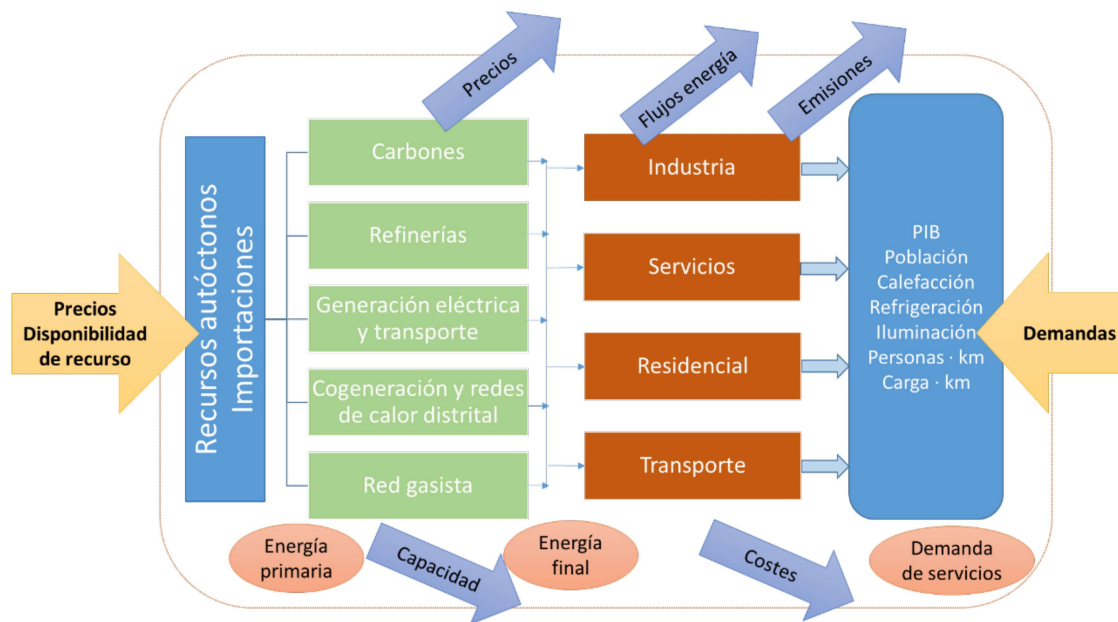 Precios
Flujos energía
Emisiones
Precios
Disponibilidad
de recurso
Recursos autóctonos
Importaciones
Carbones
Refinerías
Generación eléctrica
y transporte
Cogeneración y redes
de calor distrital
Red gasista
Industria
Servicios
Residencial
Transporte
PIB
Población
Calefacción
Refrigeración
Iluminación
Personas · km
Carga · km
Demandas
Energía
primaria
Capacidad
Energía
final
Costes
Demanda
de servicios